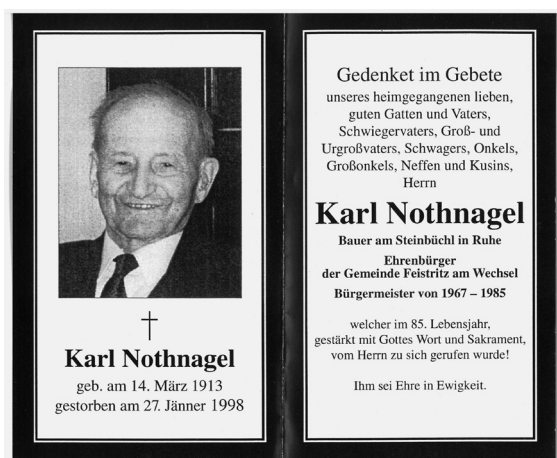 Karl Nothnagel
geb. am 14. März 1913
gestorben am 27. Jänner 1998
Gedenket im Gebete
unseres heimgegangenen lieben,
guten Gatten und Vaters,
Schwiegervaters, Groß- und
Urgroßvaters, Schwagers, Onkels,
Großonkels, Neffen und Kusins,
Herrn
Karl Nothnagel
Bauer am Steinbüchl in Ruhe
Ehrenbürger
der Gemeinde Feistritz am Wechsel
Bürgermeister von 1967 – 1985
welcher im 85. Lebensjahr,
gestärkt mit Gottes Wort und Sakrament,
vom Herrn zu sich gerufen wurde!
Ihm sei Ehre in Ewigkeit.